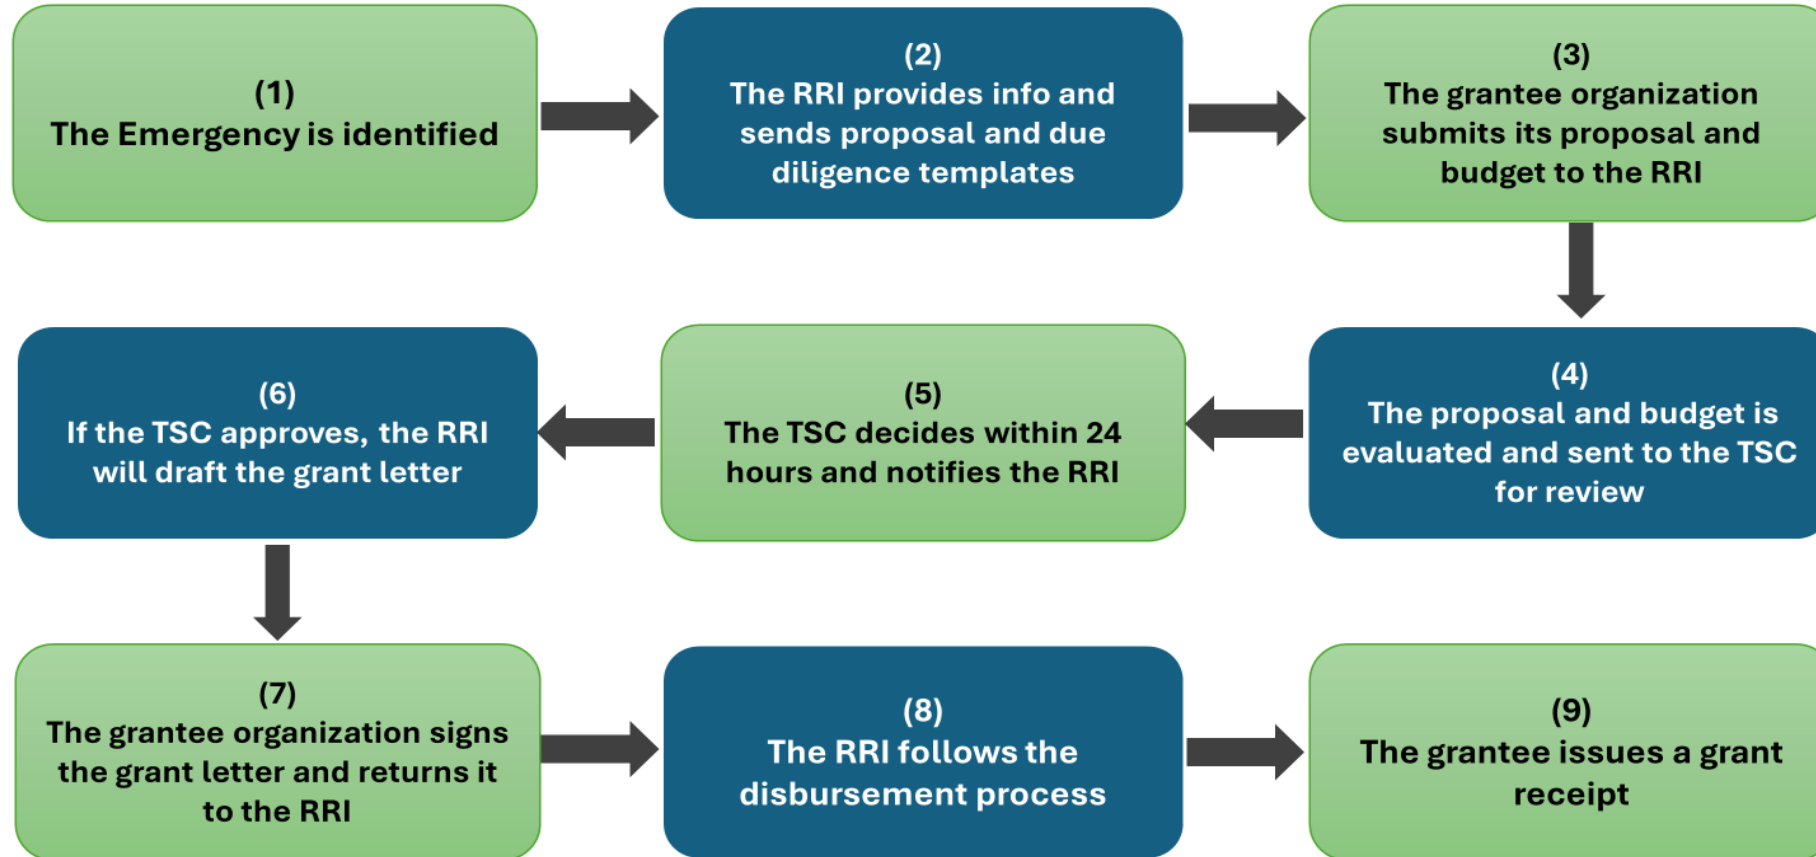 (1)
The Emergency is identified
(2)
The RRI provides info and
sends proposal and due
diligence templates
(3)
The grantee organization
submits its proposal and
budget to the RRI
(4)
The proposal and budget is
evaluated and sent to the TSC
for review
(5)
The TSC decides within 24
hours and notifies the RRI
(6)
If the TSC approves, the RRI
will draft the grant letter
(7)
The grantee organization signs
the grant letter and returns it
to the RRI
(8)
The RRI follows the
disbursement process
(9)
The grantee issues a grant
receipt